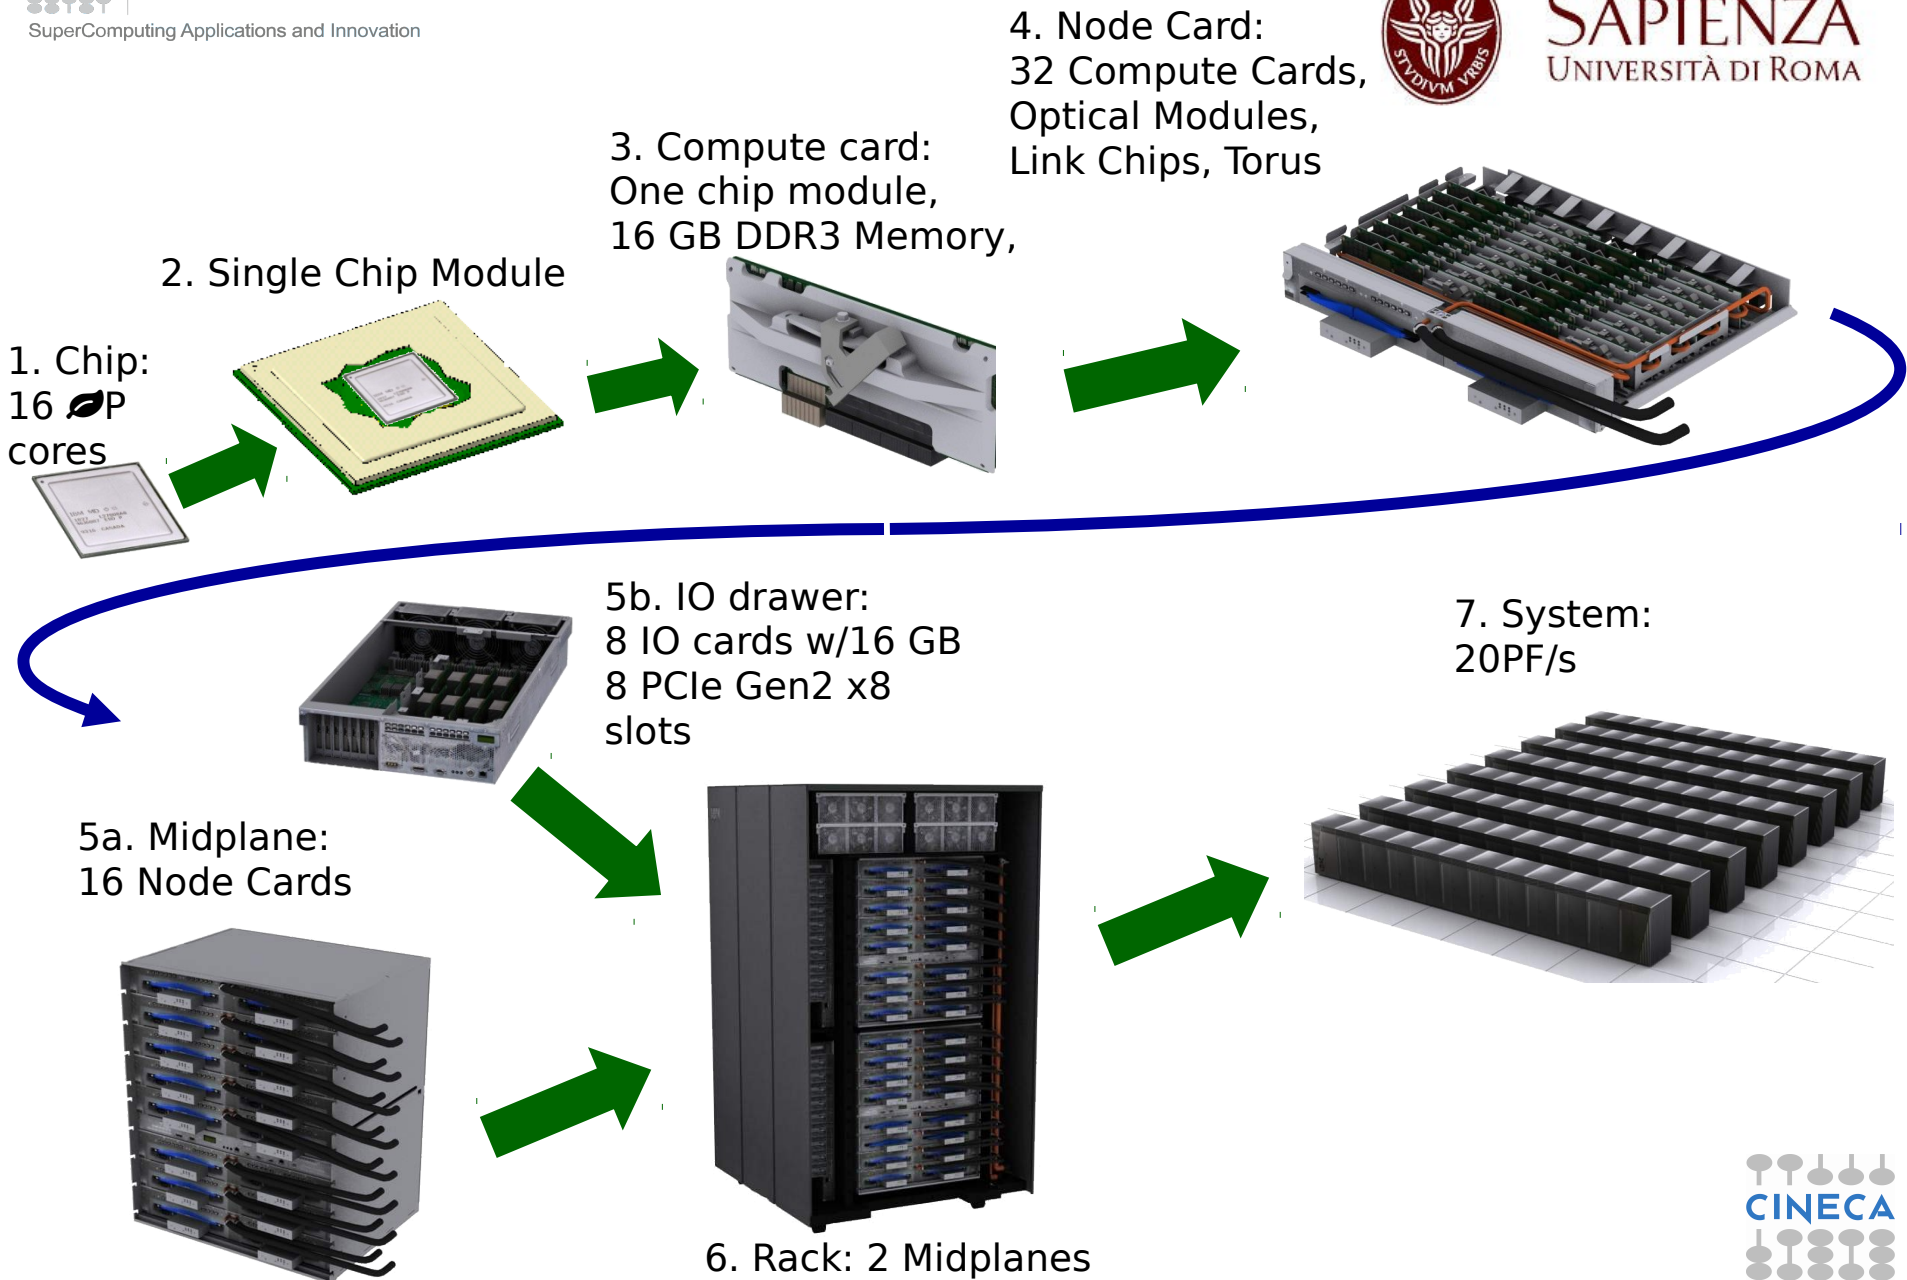 SuperComputing Applications and Innovation
SAPIENZA
UNIVERSITÀ DI ROMA
STVDIVM VRBIS
4. Node Card:
32 Compute Cards,
Optical Modules,
Link Chips, Torus
3. Compute card:
One chip module,
16 GB DDR3 Memory,
2. Single Chip Module
1. Chip:
16 P
cores
5b. IO drawer:
8 IO cards w/16 GB
8 PCIe Gen2 x8
slots
7. System:
20PF/s
5a. Midplane:
16 Node Cards
6. Rack: 2 Midplanes
CINECA